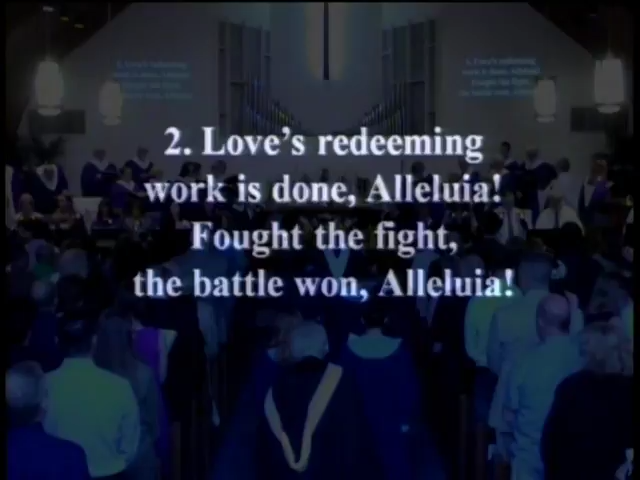 2. Love's redeeming
work is done, Alleluia!
Fought the fight,
the battle won, Alleluia!